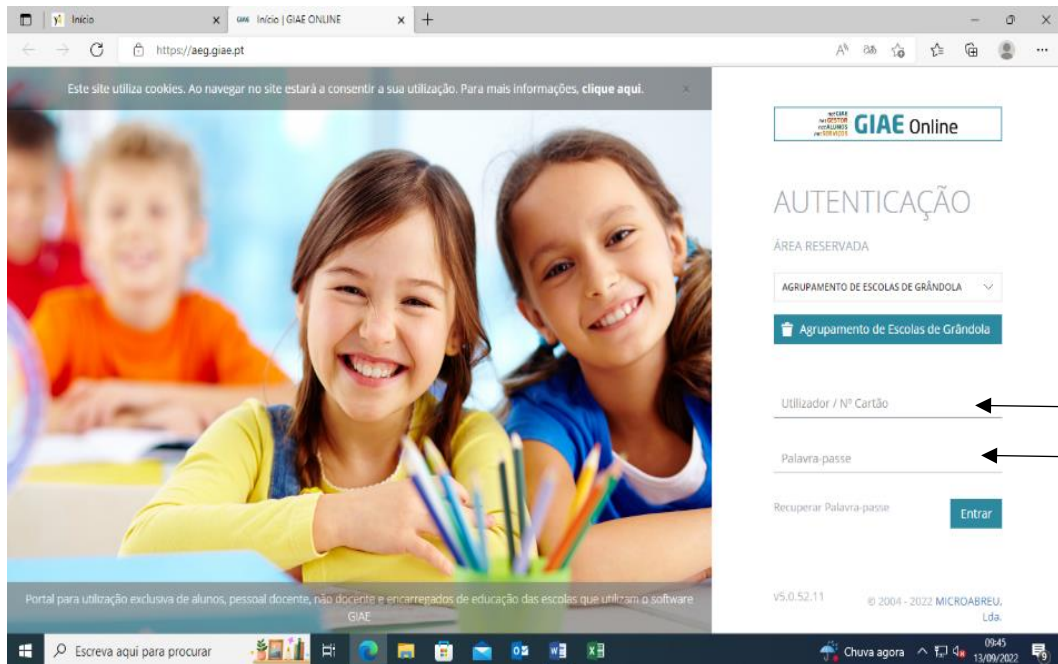 Início
GIAE Início | GIAE ONLINE
https://aeg.giae.pt
Este site utiliza cookies. Ao navegar no site estará a consentir a sua utilização. Para mais informações, clique aqui.
GIAE Online
AUTENTICAÇÃO
ÁREA RESERVADA
AGRUPAMENTO DE ESCOLAS DE GRÂNDOLA
Agrupamento de Escolas de Grândola
Utilizador / Nº Cartão
Palavra-passe
Recuperar Palavra-passe
Entrar
Portal para utilização exclusiva de alunos, pessoal docente, não docente e encarregados de educação das escolas que utilizam o software
GIAE
v5.0.52.11
© 2004 - 2022 MICROABREU,
Lda.
Escreva aqui para procurar
Chuva agora
09:45
13/09/2022